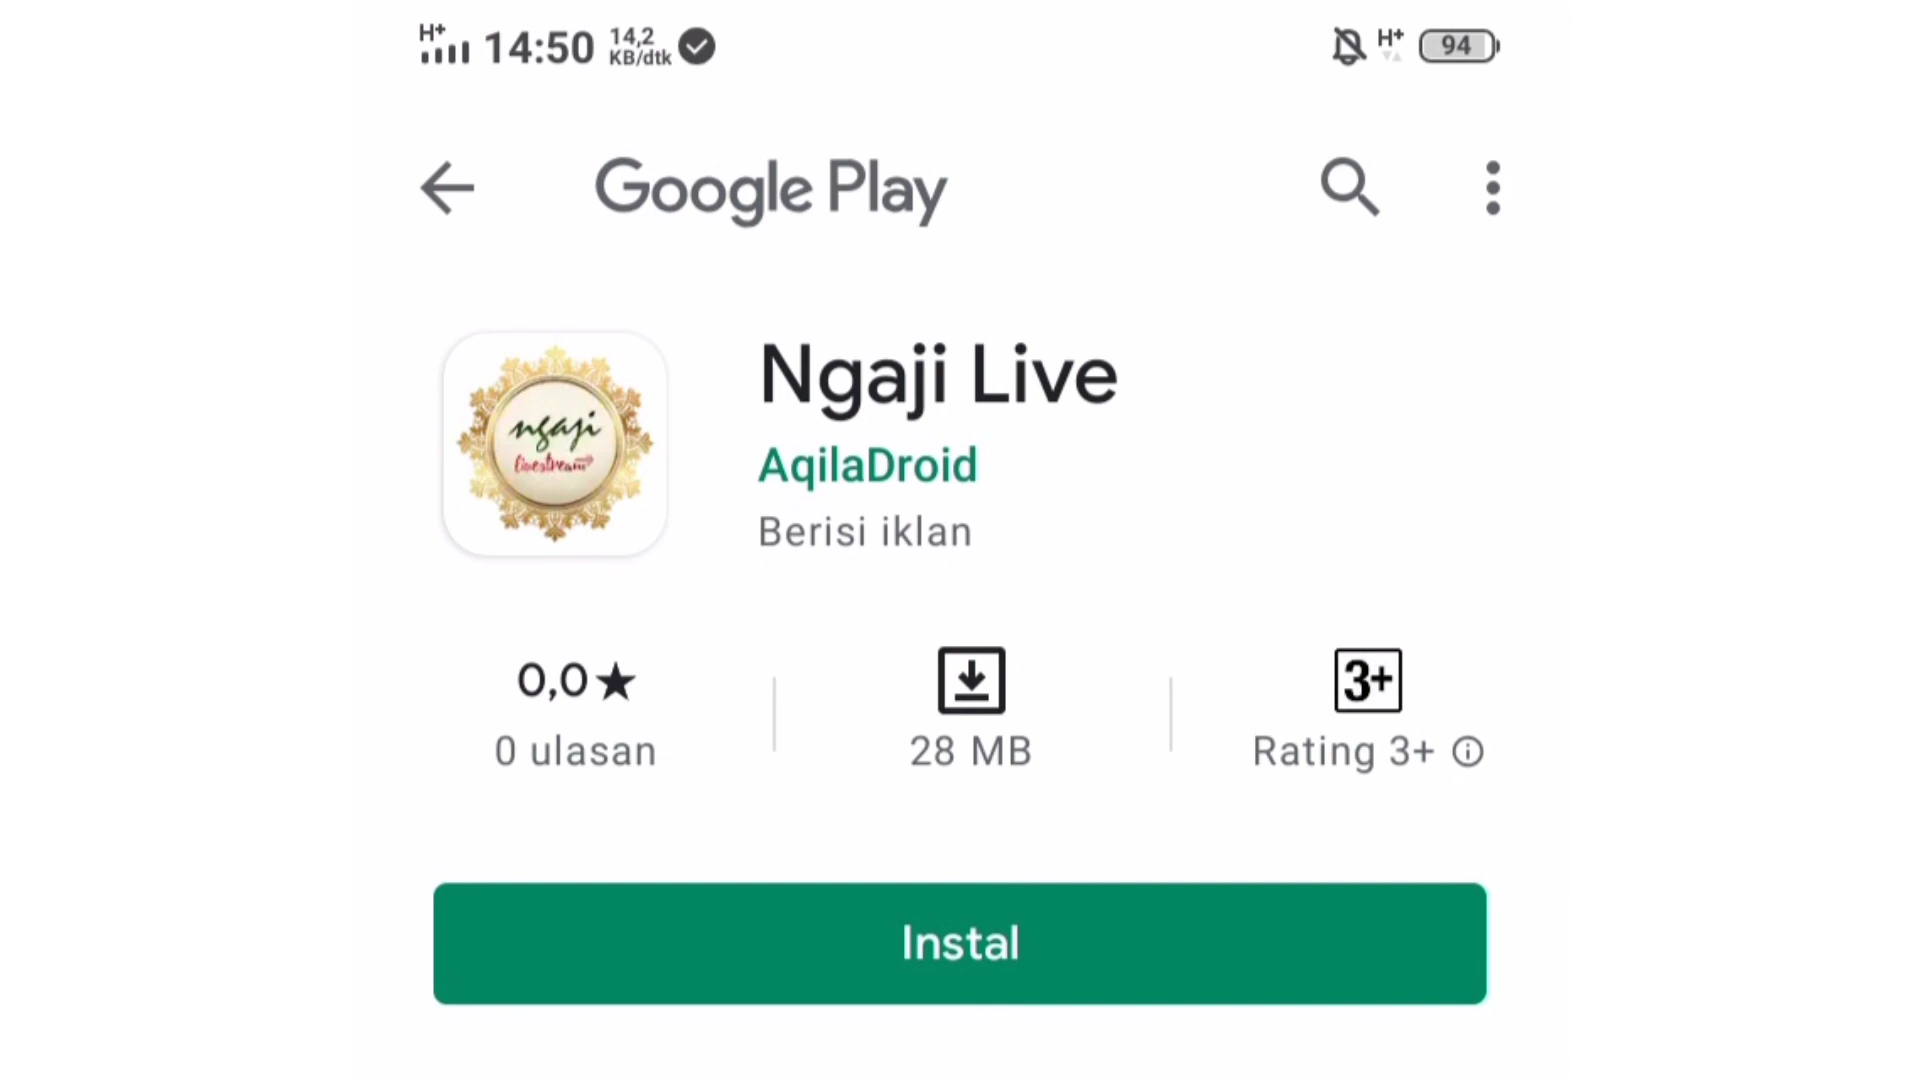 H+ 14:50 14,2 KB/dtk H+ 94
Google Play
ngaji
livestream
Ngaji Live
AqilaDroid
Berisi iklan
0,0★ 3+
0 ulasan 28 MB Rating 3+
Instal